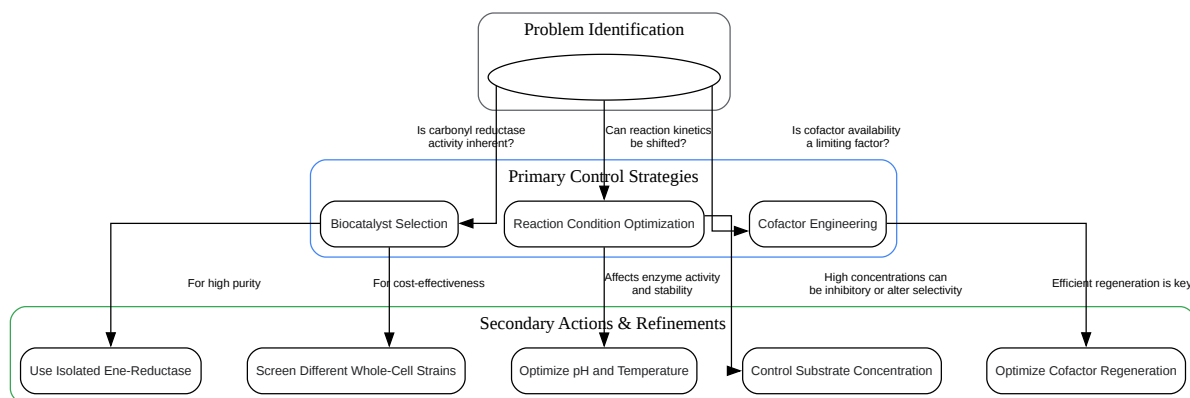 Problem Identification
Is carbonyl reductase
activity inherent?
Can reaction kinetics
be shifted?
Is cofactor availability
a limiting factor?
Primary Control Strategies
Biocatalyst Selection
Reaction Condition Optimization
Cofactor Engineering
For high purity
For cost-effectiveness
Affects enzyme activity
and stability
High concentrations can
be inhibitory or alter selectivity
Efficient regeneration is key
Secondary Actions & Refinements
Use Isolated Ene-Reductase
Screen Different Whole-Cell Strains
Optimize pH and Temperature
Control Substrate Concentration
Optimize Cofactor Regeneration